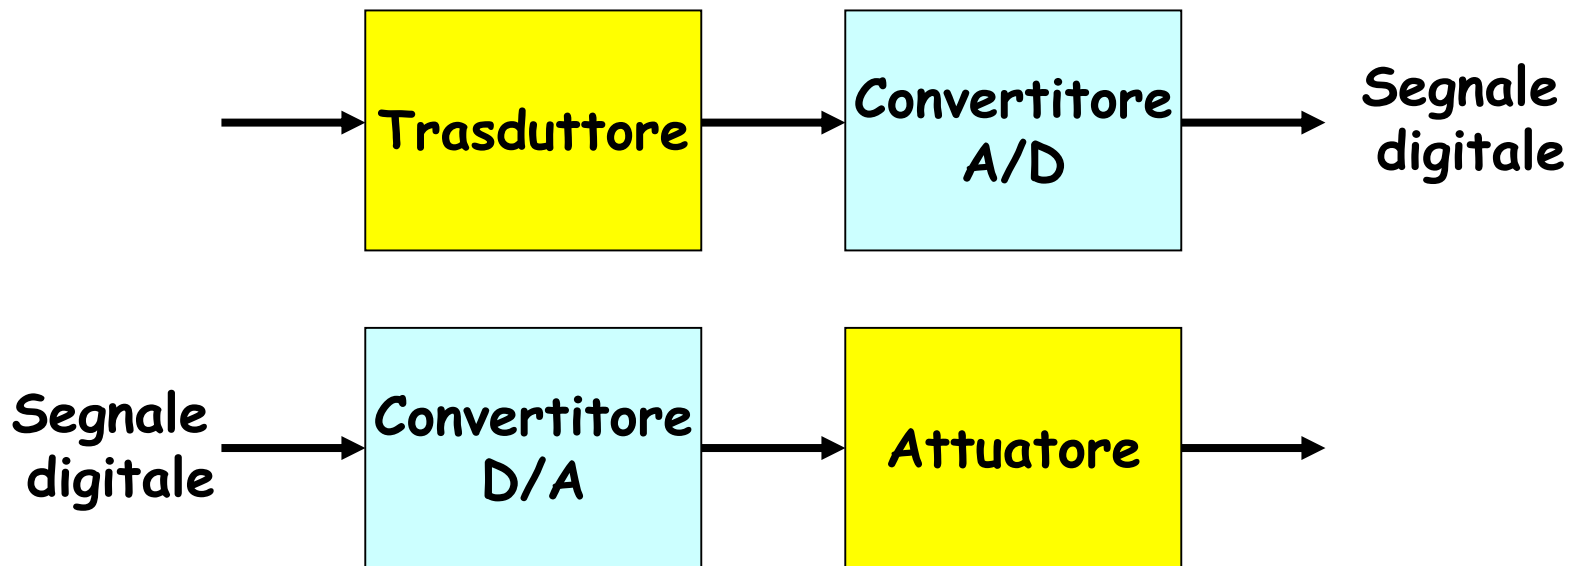 Trasduttore
Convertitore
A/D
Segnale
digitale
Segnale
digitale
Convertitore
D/A
Attuatore